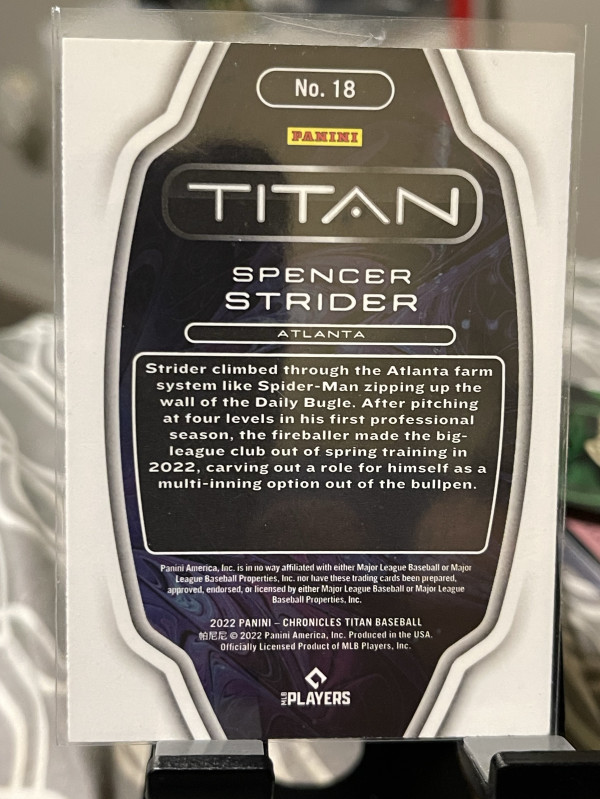 No. 18
PANINI
TITAN
SPENCER
STRIDER
ATLANTA
Strider climbed through the Atlanta farm
system like Spider-Man zipping up the
wall of the Daily Bugle. After pitching
at four levels in his first professional
season, the fireballer made the big-
league club out of spring training in
2022, carving out a role for himself as a
multi-inning option out of the bullpen.
Panini America, Inc. is in no way affiliated with either Major League Baseball or Major
League Baseball Properties, Inc. nor have these trading cards been prepared,
approved, endorsed, or licensed by either Major League Baseball or Major League
Baseball Properties, Inc.
2022 PANINI – CHRONICLES TITAN BASEBALL
帕尼尼 © 2022 Panini America, Inc. Produced in the USA.
Officially Licensed Product of MLB Players, Inc.
MLB PLAYERS